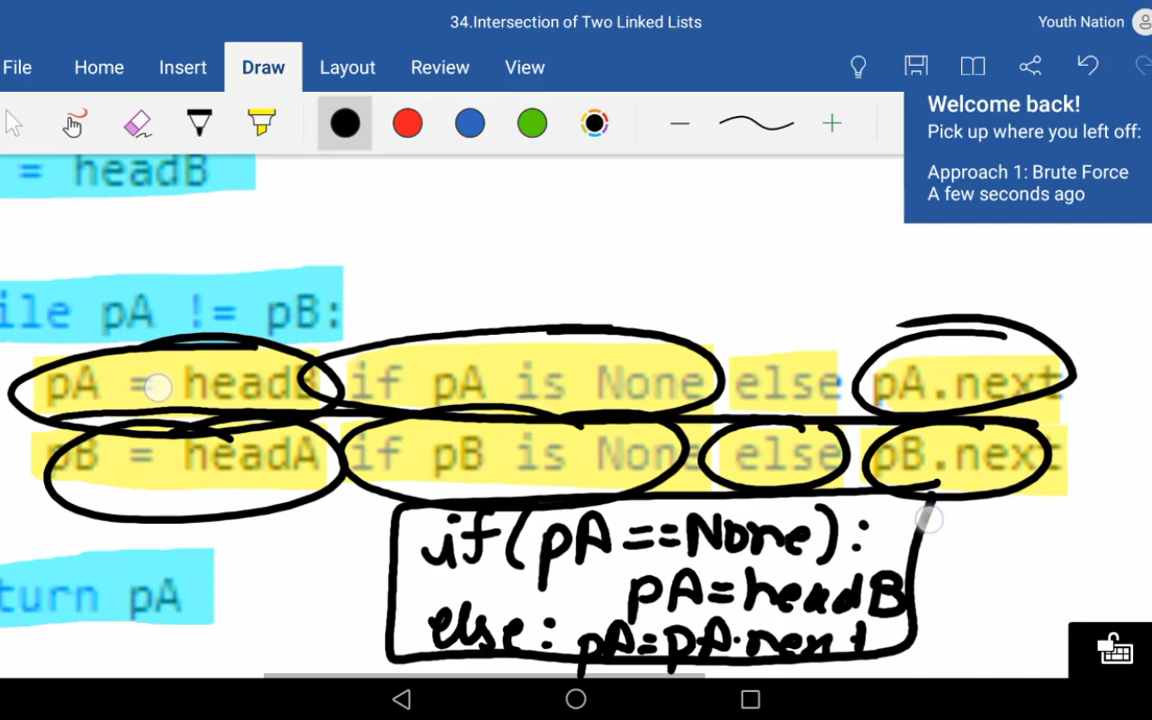 34.Intersection of Two Linked Lists
Youth Nation
File Home Insert Draw Layout Review View
Welcome back!
Pick up where you left off:
Approach 1: Brute Force
A few seconds ago
= headB
ile pA != pB:
pA = headB if pA is None else pA.next
pB = headA if pB is None else pB.next
turn pA
if(pA==None):
pA=headB
else: pA=pA.next